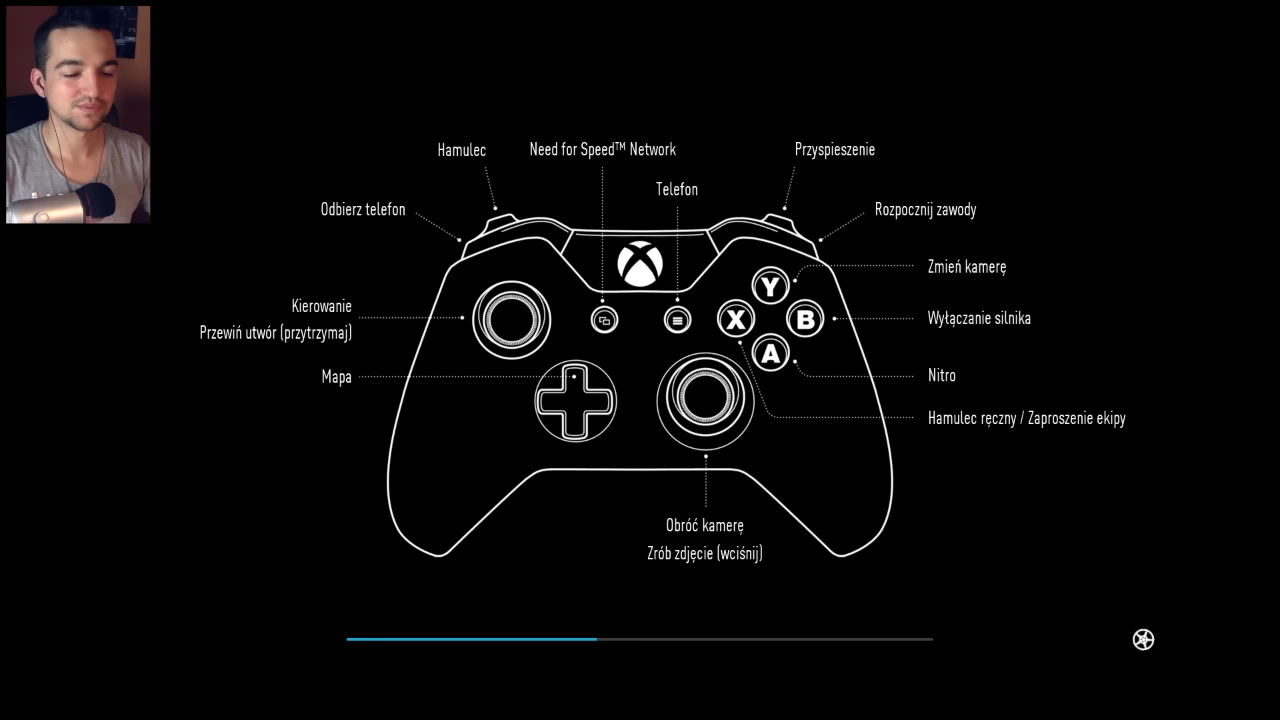 Hamulec
Need for Speed™ Network
Przyspieszenie
Telefon
Odbierz telefon
Rozpocznij zawody
Zmień kamerę
Y
Kierowanie
X
B
Wyłączanie silnika
Przewiń utwór (przytrzymaj)
A
Mapa
Nitro
Hamulec ręczny / Zaproszenie ekipy
Obróć kamerę
Zrób zdjęcie (wciśnij)